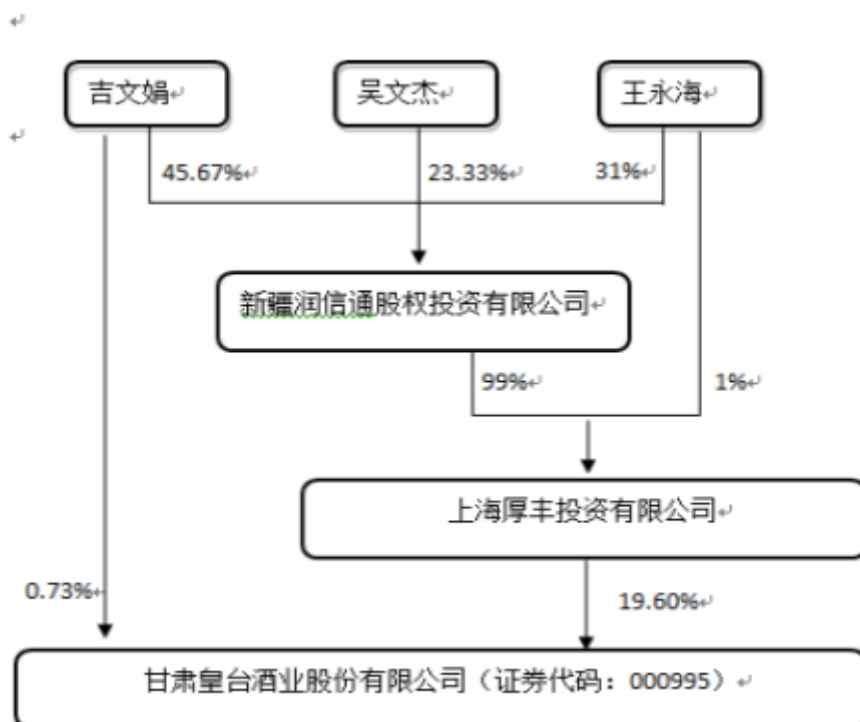 吉文娟
吴文杰
王永海
45.67%
23.33%
31%
新疆润信通股权投资有限公司
99%
1%
上海厚丰投资有限公司
0.73%
19.60%
甘肃皇台酒业股份有限公司（证券代码：000995）